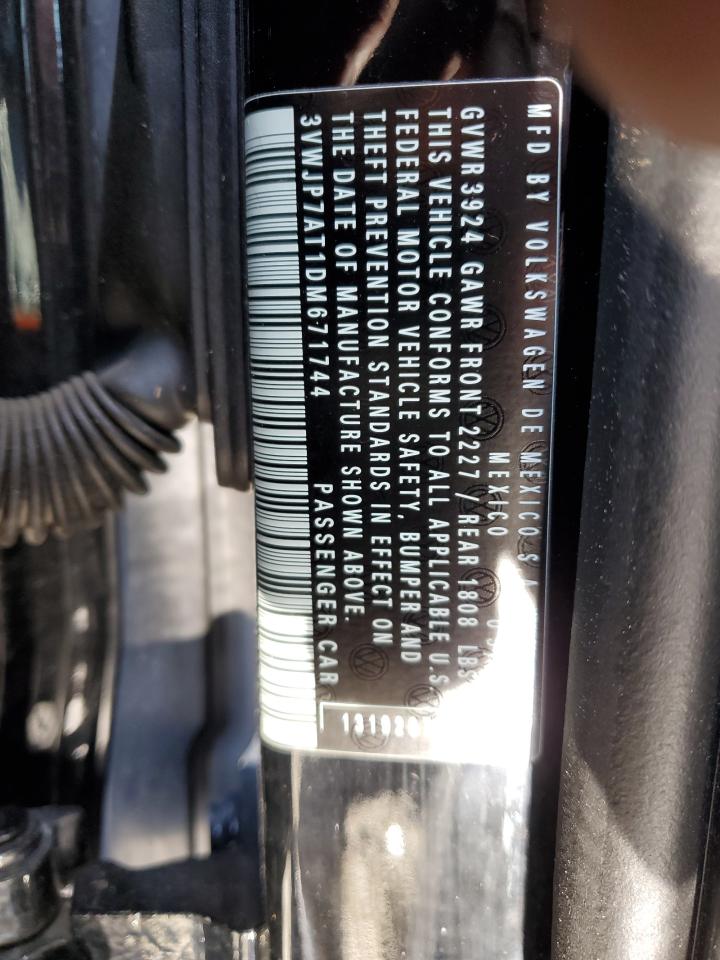 MFD BY VOLKSWAGEN DE MEXICO S
MEXICO
GVWR 3924 GAWR FRONT 2227 / REAR 1808 LBS
THIS VEHICLE CONFORMS TO ALL APPLICABLE U.S
FEDERAL MOTOR VEHICLE SAFETY, BUMPER AND
THEFT PREVENTION STANDARDS IN EFFECT ON
THE DATE OF MANUFACTURE SHOWN ABOVE.
3VWJP7AT1DM671744 PASSENGER CAR